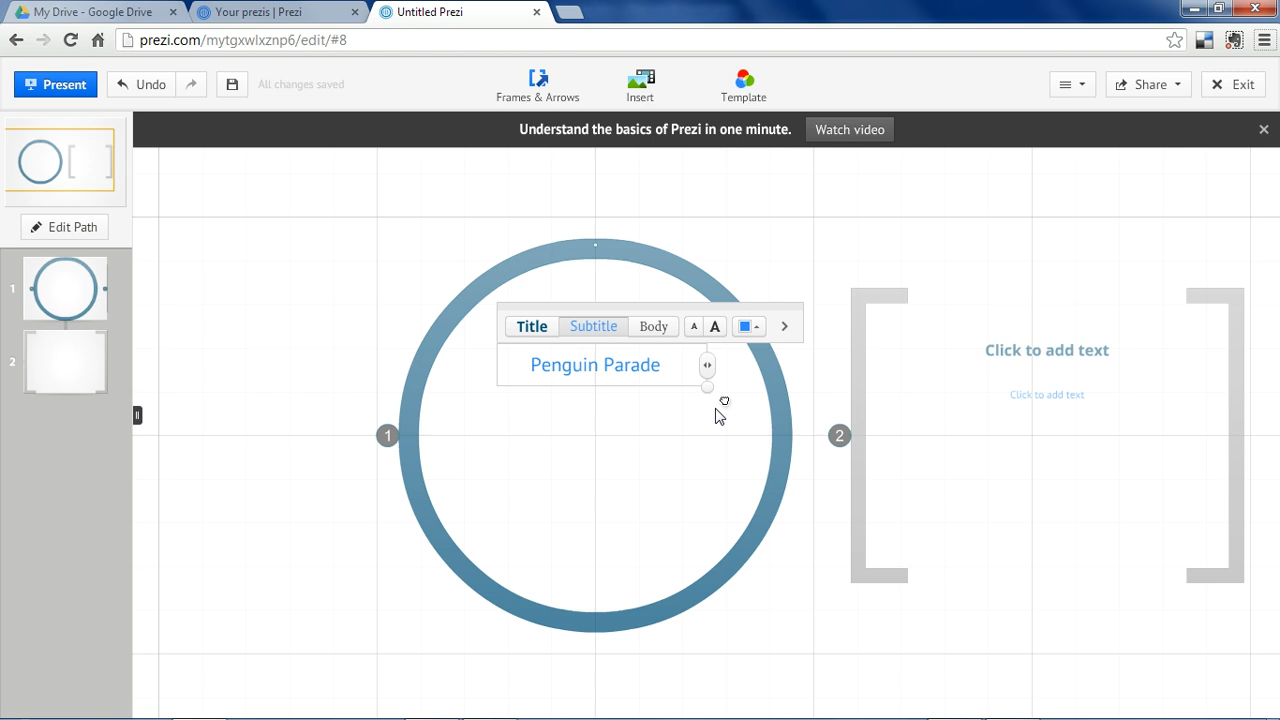 My Drive - Google Drive
Your prezis | Prezi
Untitled Prezi
prezi.com/mytgxwlxznp6/edit/#8
Present
Undo
All changes saved
Frames & Arrows
Insert
Template
Share
Exit
Understand the basics of Prezi in one minute.
Watch video
Edit Path
1
2
Title
Subtitle
Body
A
A
Penguin Parade
1
2
Click to add text
Click to add text